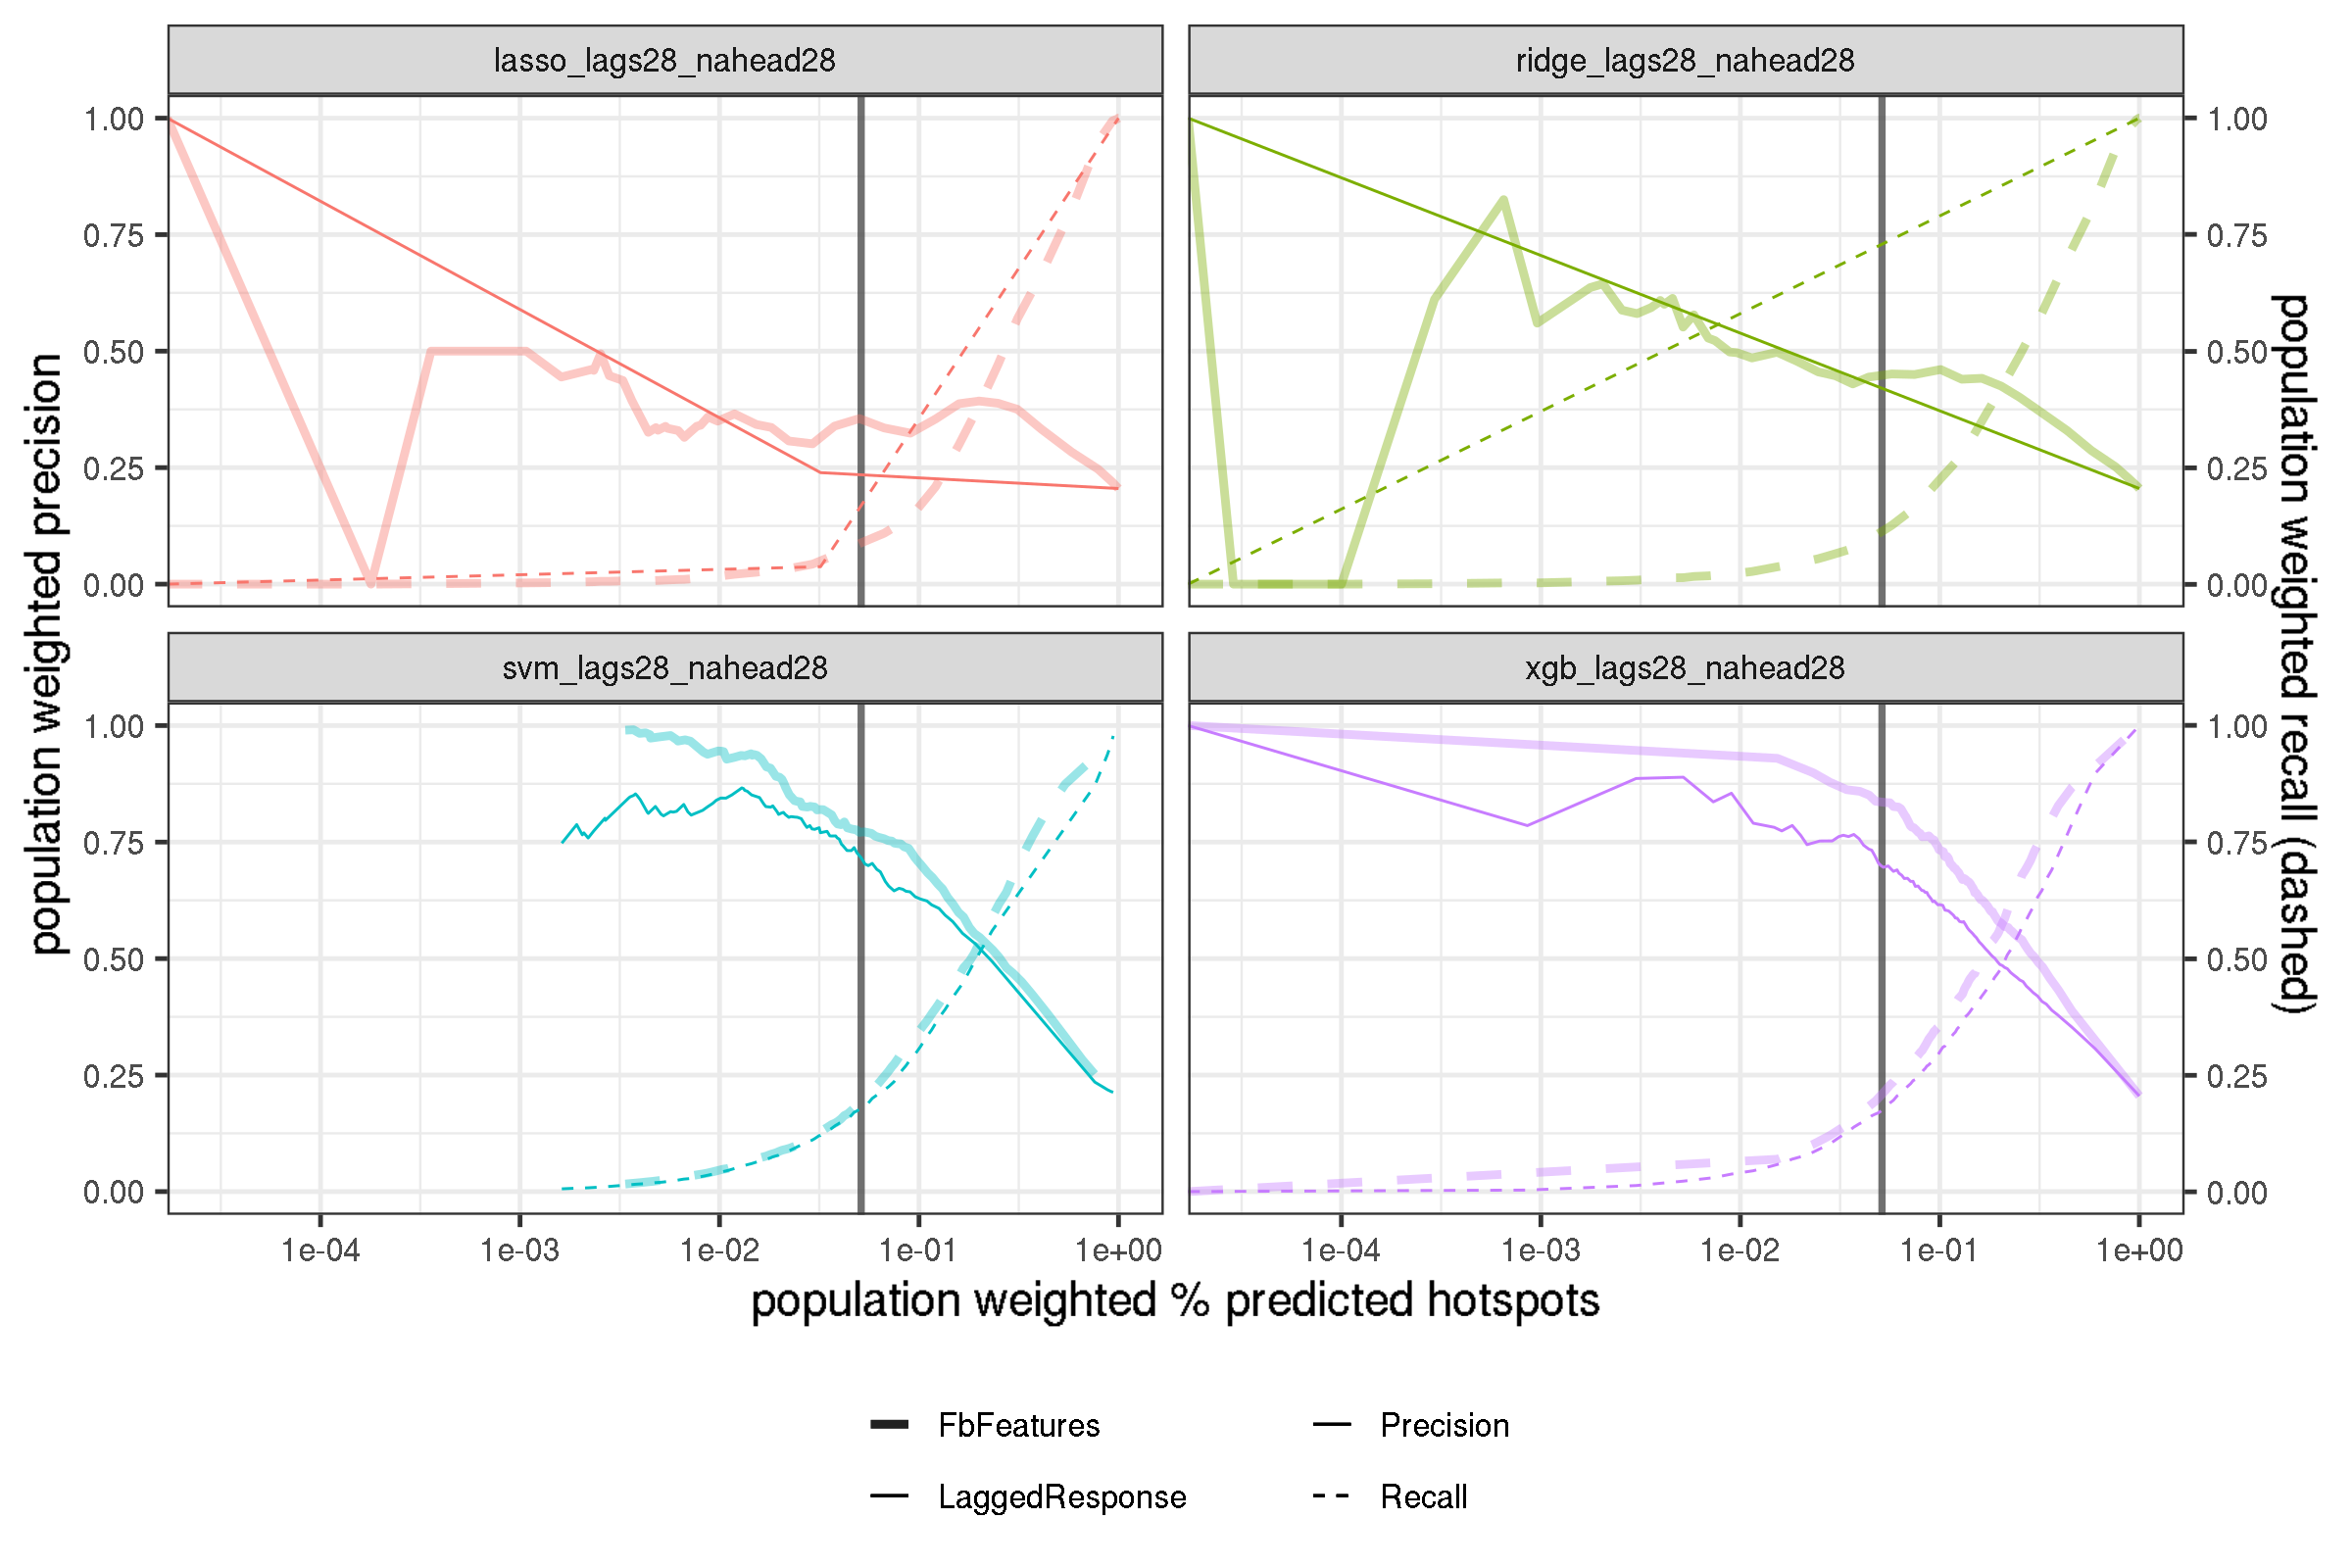 lasso_lags28_nahead28
ridge_lags28_nahead28
1.00
0.75
0.50
0.25
0.00
1.00
0.75
0.50
0.25
0.00
svm_lags28_nahead28
xgb_lags28_nahead28
1.00
0.75
0.50
0.25
0.00
1.00
0.75
0.50
0.25
0.00
population weighted precision
population weighted recall (dashed)
1e-04
1e-03
1e-02
1e-01
1e+00
1e-04
1e-03
1e-02
1e-01
1e+00
population weighted % predicted hotspots
FbFeatures
Precision
LaggedResponse
Recall